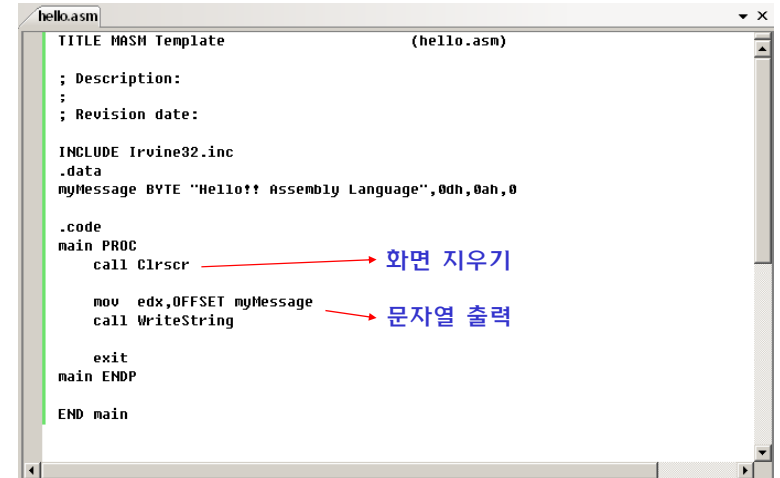 hello.asm
TITLE MASM Template (hello.asm)
; Description:
;
; Revision date:
INCLUDE Irvine32.inc
.data
myMessage BYTE "Hello!! Assembly Language",0dh,0ah,0
.code
main PROC
call Clrscr 화면 지우기
mov edx,OFFSET myMessage
call WriteString 문자열 출력
exit
main ENDP
END main